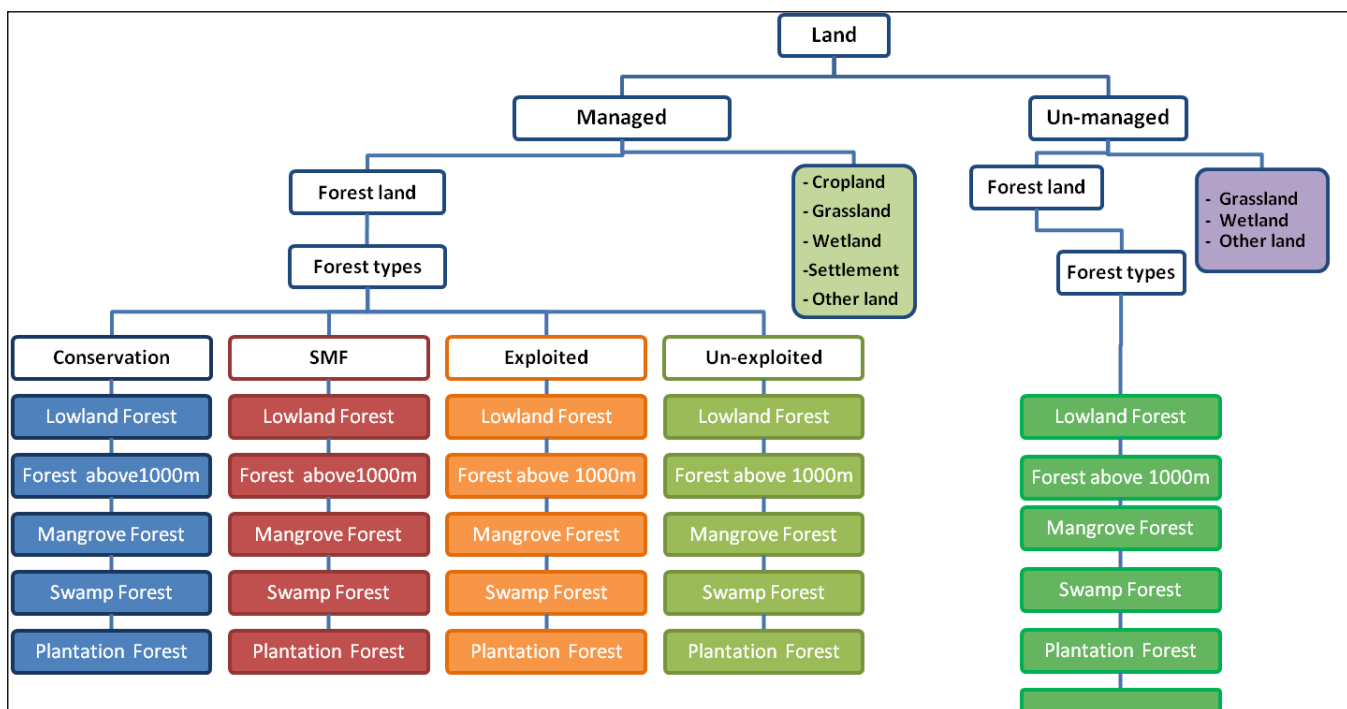 Land
Managed
Un-managed
Forest land
- Cropland
- Grassland
- Wetland
-Settlement
- Other land
Forest land
- Grassland
- Wetland
- Other land
Forest types
Forest types
Conservation
SMF
Exploited
Un-exploited
Lowland Forest
Lowland Forest
Lowland Forest
Lowland Forest
Lowland Forest
Forest above1000m
Forest above1000m
Forest above 1000m
Forest above 1000m
Forest above 1000m
Mangrove Forest
Mangrove Forest
Mangrove Forest
Mangrove Forest
Mangrove Forest
Swamp Forest
Swamp Forest
Swamp Forest
Swamp Forest
Swamp Forest
Plantation Forest
Plantation Forest
Plantation Forest
Plantation Forest
Plantation Forest